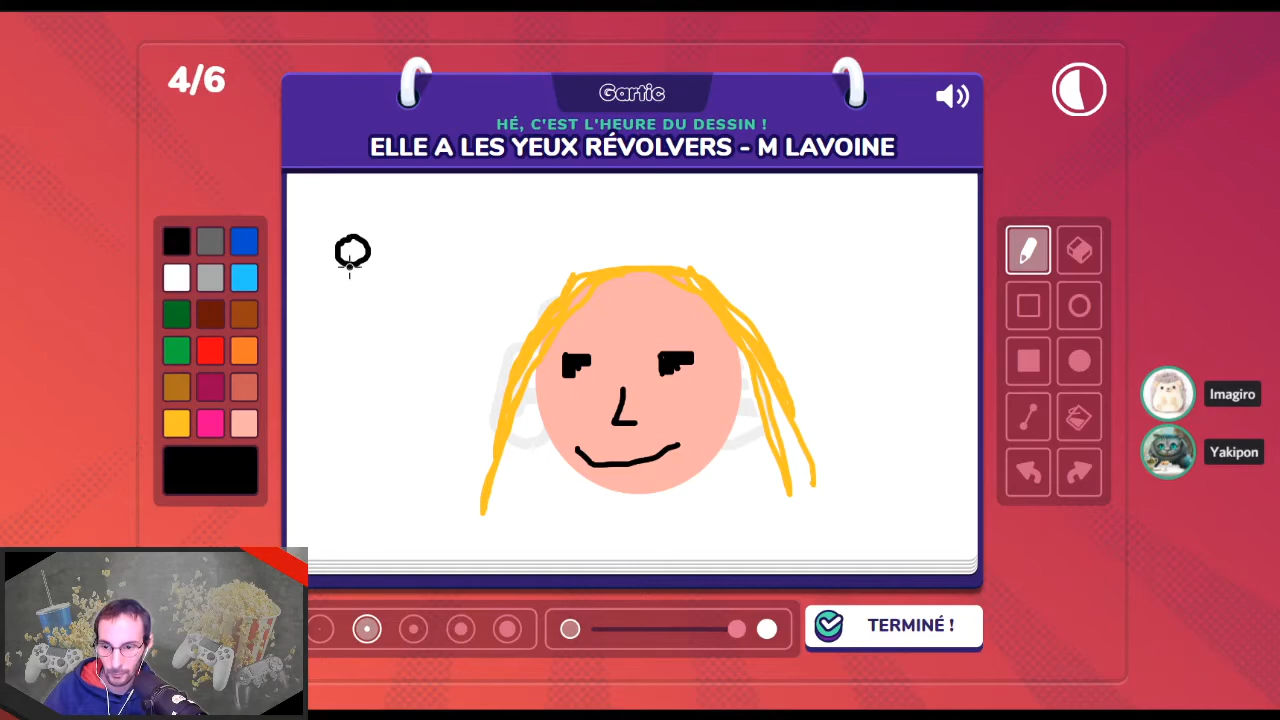 4/6
Gartic
HÉ, C'EST L'HEURE DU DESSIN !
ELLE A LES YEUX RÉVOLVERS - M LAVOINE
Imagiro
Yakipon
TERMINÉ !